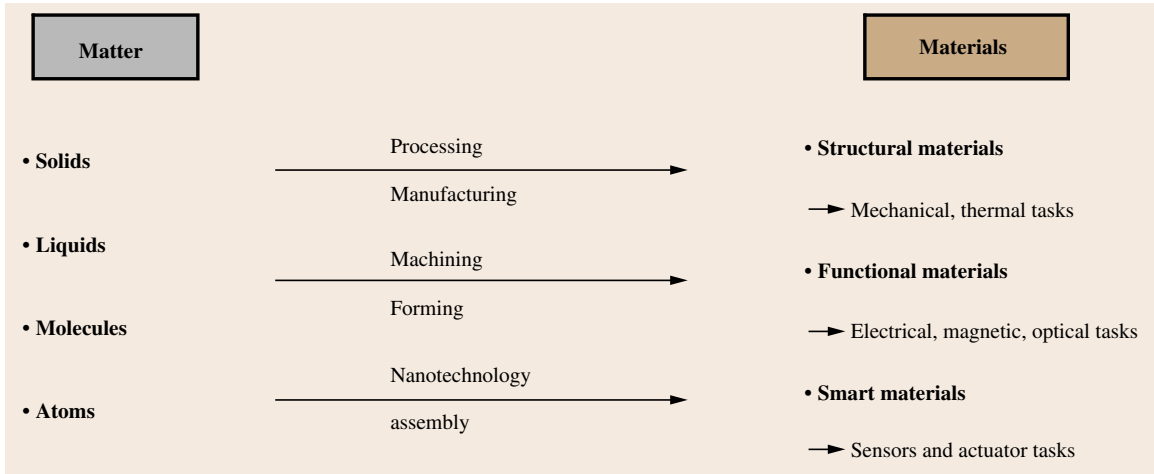 Matter
Materials
• Solids
• Liquids
• Molecules
• Atoms
Processing
Manufacturing
Machining
Forming
Nanotechnology
assembly
• Structural materials
Mechanical, thermal tasks
• Functional materials
Electrical, magnetic, optical tasks
• Smart materials
Sensors and actuator tasks